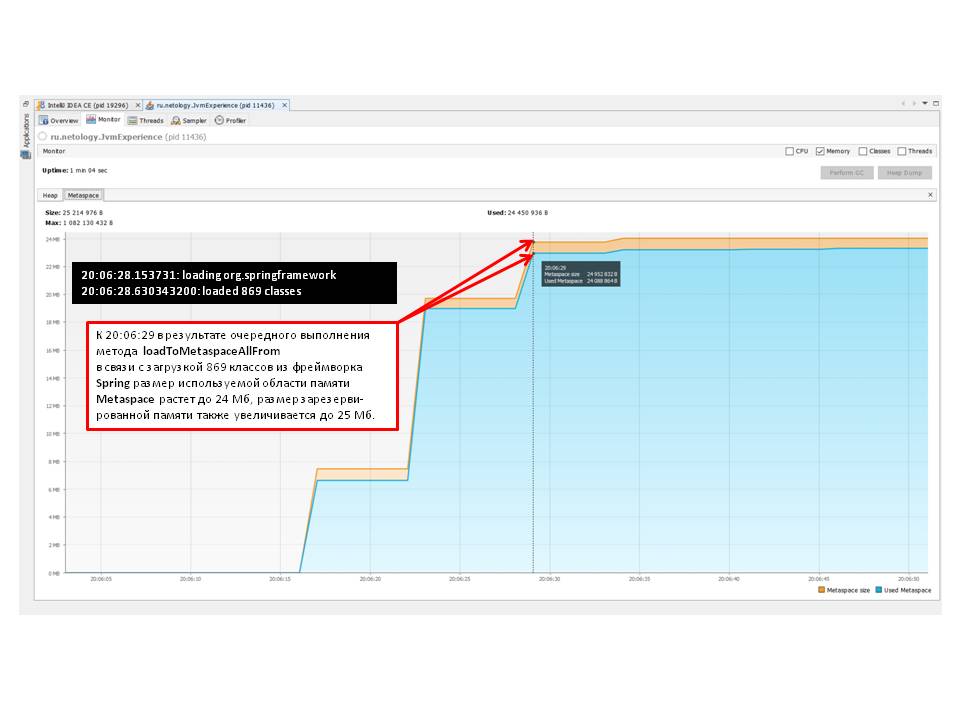 IntelliJ IDEA CE (pid 19296) × ru.netology.JvmExperience (pid 11436) ×
Applications
Overview Monitor Threads Sampler Profiler
ru.netology.JvmExperience (pid 11436)
Monitor CPU Memory Classes Threads
Uptime: 1 min 04 sec Perform GC Heap Dump
Heap Metaspace ×
Size: 25 214 976 B Used: 24 450 936 B
Max: 1 082 130 432 B
24 MB
22 MB
20 MB
18 MB
16 MB
14 MB
12 MB
10 MB
8 MB
6 MB
4 MB
2 MB
0 MB
20:06:28.153731: loading org.springframework
20:06:28.630343200: loaded 869 classes
20:06:29
Metaspace size 24 952 832 B
Used Metaspace 24 088 864 B
К 20:06:29 в результате очередного выполнения
метода loadToMetaspaceAllFrom
в связи с загрузкой 869 классов из фреймворка
Spring размер используемой области памяти
Metaspace растет до 24 Мб, размер зарезерви-
рованной памяти также увеличивается до 25 Мб.
20:06:05 20:06:10 20:06:15 20:06:20 20:06:25 20:06:30 20:06:35 20:06:40 20:06:45 20:06:50
Metaspace size Used Metaspace